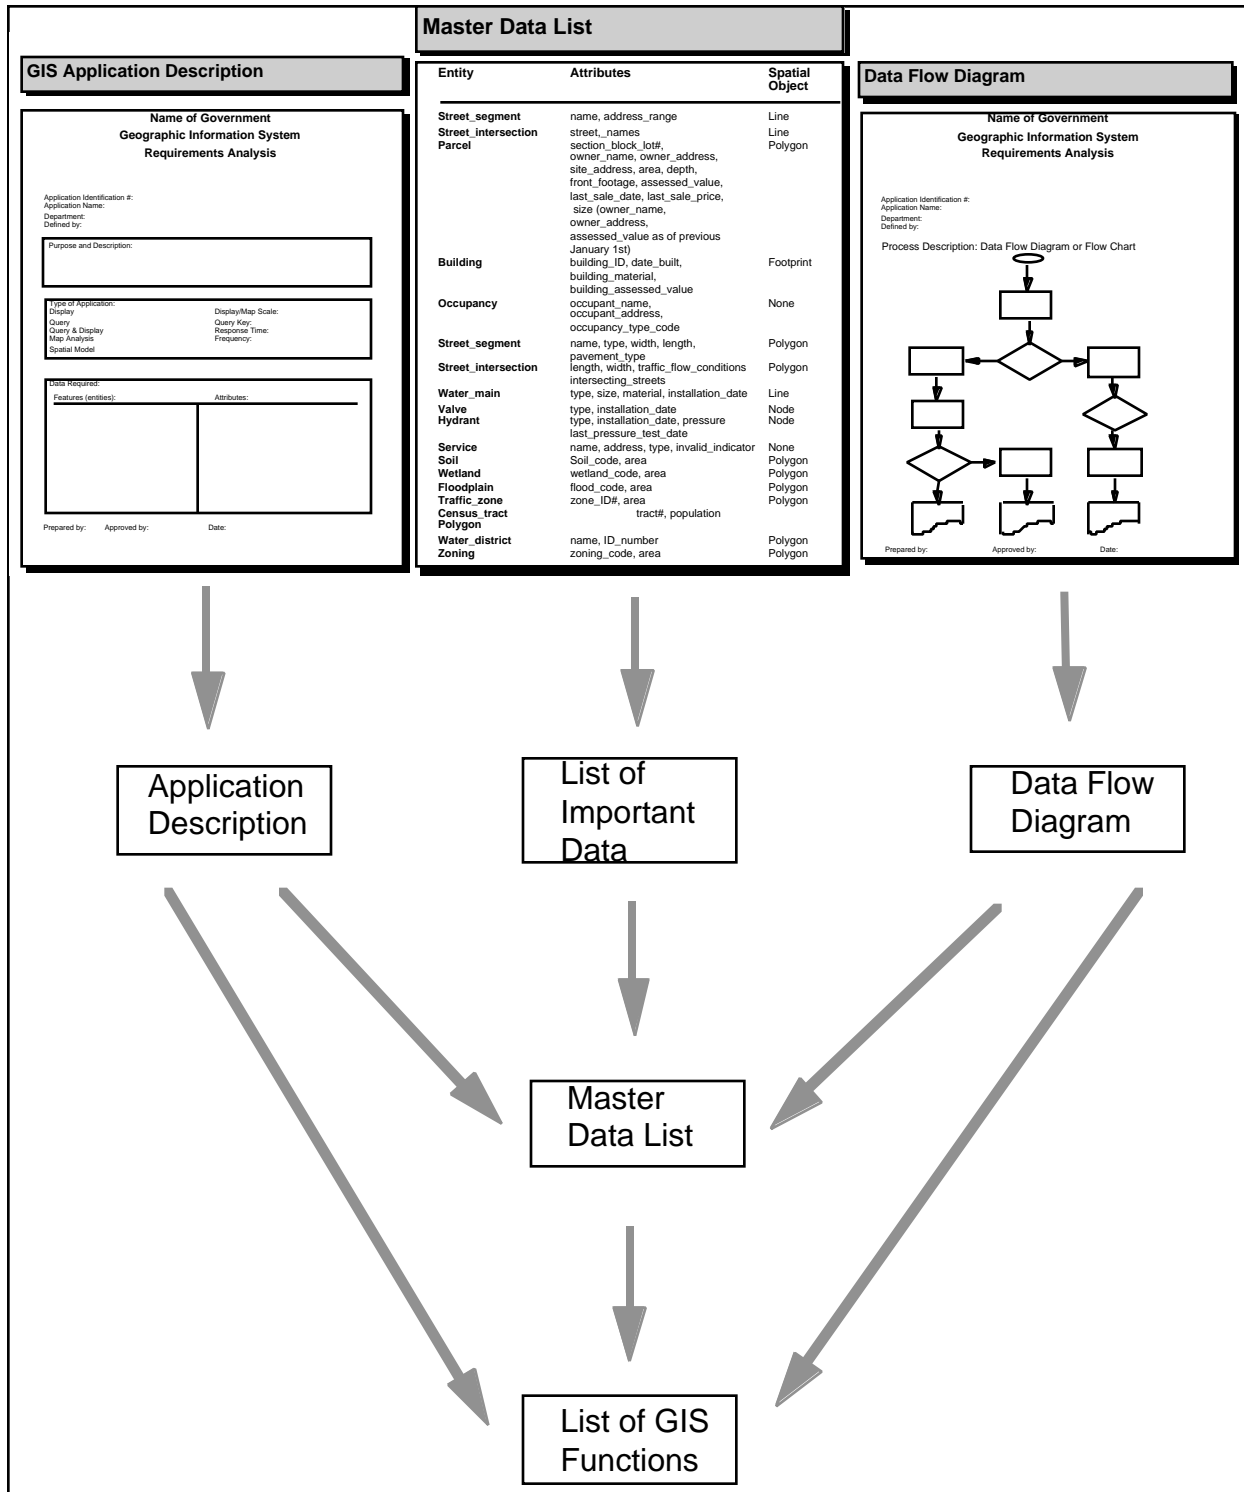 Master Data List
GIS Application Description
Name of Government
Geographic Information System
Requirements Analysis
Application Identification #:
Application Name:
Department:
Defined by:
Purpose and Description:
Type of Application:
Display Display/Map Scale:
Query Query Key:
Query & Display Response Time:
Map Analysis Frequency:
Spatial Model
Data Required:
Features (entities): Attributes:
Prepared by: Approved by: Date:
Entity Attributes Spatial
Object
Street_segment name, address_range Line
Street_intersection street,_names Line
Parcel section_block_lot#, Polygon
owner_name, owner_address,
site_address, area, depth,
front_footage, assessed_value,
last_sale_date, last_sale_price,
size (owner_name,
owner_address,
assessed_value as of previous
January 1st)
Building building_ID, date_built, Footprint
building_material,
building_assessed_value
Occupancy occupant_name, None
occupant_address,
occupancy_type_code
Street_segment name, type, width, length, Polygon
pavement_type
Street_intersection length, width, traffic_flow_conditions Polygon
intersecting_streets
Water_main type, size, material, installation_date Line
Valve type, installation_date Node
Hydrant type, installation_date, pressure Node
last_pressure_test_date
Service name, address, type, invalid_indicator None
Soil Soil_code, area Polygon
Wetland wetland_code, area Polygon
Floodplain flood_code, area Polygon
Traffic_zone zone_ID#, area Polygon
Census_tract tract#, population
Polygon
Water_district name, ID_number Polygon
Zoning zoning_code, area Polygon
Data Flow Diagram
Name of Government
Geographic Information System
Requirements Analysis
Application Identification #:
Application Name:
Department:
Defined by:
Process Description: Data Flow Diagram or Flow Chart
Prepared by: Approved by: Date:
Application
Description
List of
Important
Data
Data Flow
Diagram
Master
Data List
List of GIS
Functions